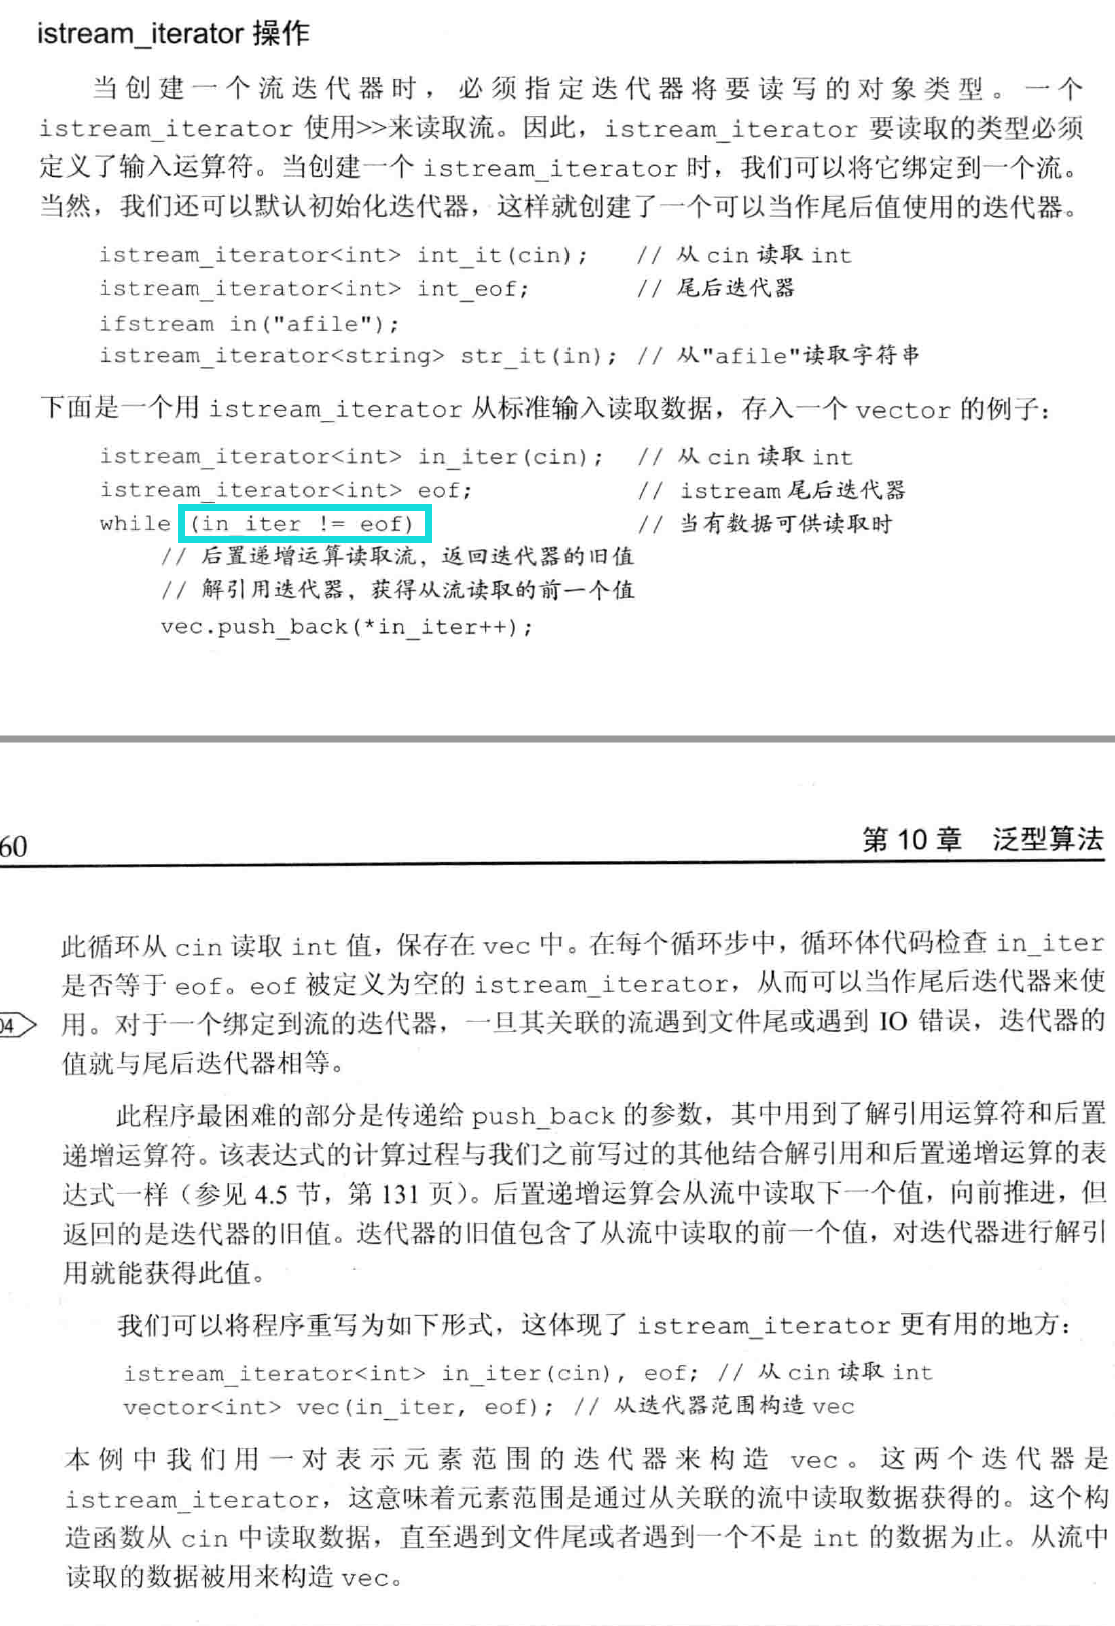 istream_iterator 操作
当创建一个流迭代器时，必须指定迭代器将要读写的对象类型。一个
istream_iterator 使用>>来读取流。因此，istream_iterator 要读取的类型必须
定义了输入运算符。当创建一个 istream_iterator 时，我们可以将它绑定到一个流。
当然，我们还可以默认初始化迭代器，这样就创建了一个可以当作尾后值使用的迭代器。
istream_iterator<int> int_it(cin); // 从 cin 读取 int
istream_iterator<int> int_eof; // 尾后迭代器
ifstream in("afile");
istream_iterator<string> str_it(in); // 从"afile"读取字符串
下面是一个用 istream_iterator 从标准输入读取数据，存入一个 vector 的例子：
istream_iterator<int> in_iter(cin); // 从 cin 读取 int
istream_iterator<int> eof; // istream 尾后迭代器
while (in_iter != eof) // 当有数据可供读取时
// 后置递增运算读取流，返回迭代器的旧值
// 解引用迭代器，获得从流读取的前一个值
vec.push_back(*in_iter++);
60
第 10 章 泛型算法
此循环从 cin 读取 int 值，保存在 vec 中。在每个循环步中，循环体代码检查 in_iter
是否等于 eof。eof 被定义为空的 istream_iterator，从而可以当作尾后迭代器来使
04 用。对于一个绑定到流的迭代器，一旦其关联的流遇到文件尾或遇到 IO 错误，迭代器的
值就与尾后迭代器相等。
此程序最困难的部分是传递给 push_back 的参数，其中用到了解引用运算符和后置
递增运算符。该表达式的计算过程与我们之前写过的其他结合解引用和后置递增运算的表
达式一样（参见 4.5 节，第 131 页）。后置递增运算会从流中读取下一个值，向前推进，但
返回的是迭代器的旧值。迭代器的旧值包含了从流中读取的前一个值，对迭代器进行解引
用就能获得此值。
我们可以将程序重写为如下形式，这体现了 istream_iterator 更有用的地方：
istream_iterator<int> in_iter(cin), eof; // 从 cin 读取 int
vector<int> vec(in_iter, eof); // 从迭代器范围构造 vec
本例中我们用一对表示元素范围的迭代器来构造 vec。这两个迭代器是
istream_iterator，这意味着元素范围是通过从关联的流中读取数据获得的。这个构
造函数从 cin 中读取数据，直至遇到文件尾或者遇到一个不是 int 的数据为止。从流中
读取的数据被用来构造 vec。